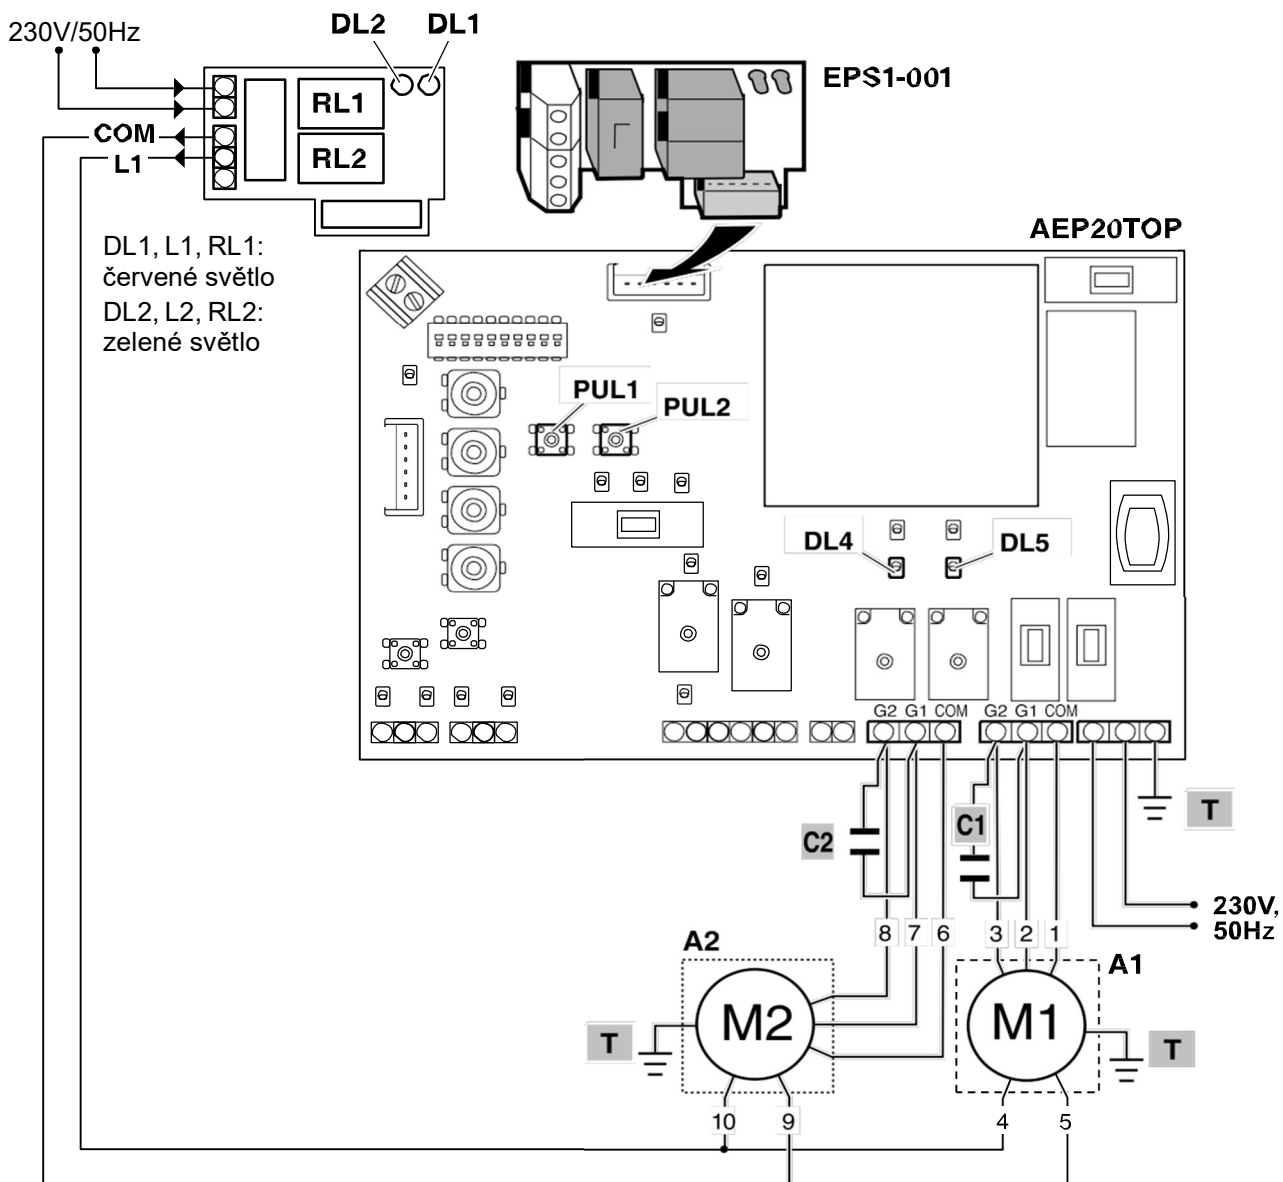 230V/50Hz
DL2 DL1
EPS1-001
RL1
COM
RL2
L1
AEP20TOP
DL1, L1, RL1:
červené světlo
DL2, L2, RL2:
zelené světlo
PUL1
PUL2
DL4
DL5
G2 G1 COM
G2 G1 COM
T
C2
C1
230V,
50Hz
8 7 6
3 2 1
A2
A1
M2
M1
T
T
10 9
4 5